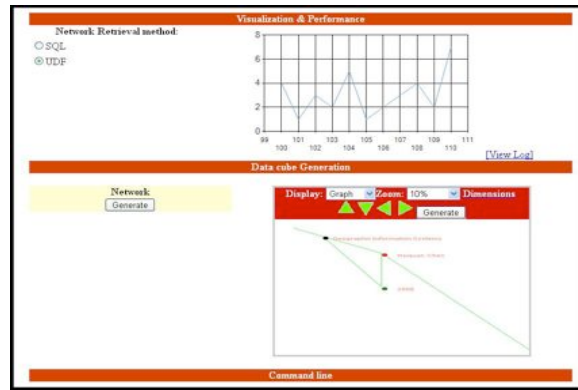 Visualization & Performance
Network Retrieval method:
SQL
UDF
8
6
4
2
0
99 101 103 105 107 109 111
100 102 104 106 108 110
[View Log]
Data cube Generation
Network
Generate
Display: Graph Zoom: 10% Dimensions
Generate
Command line